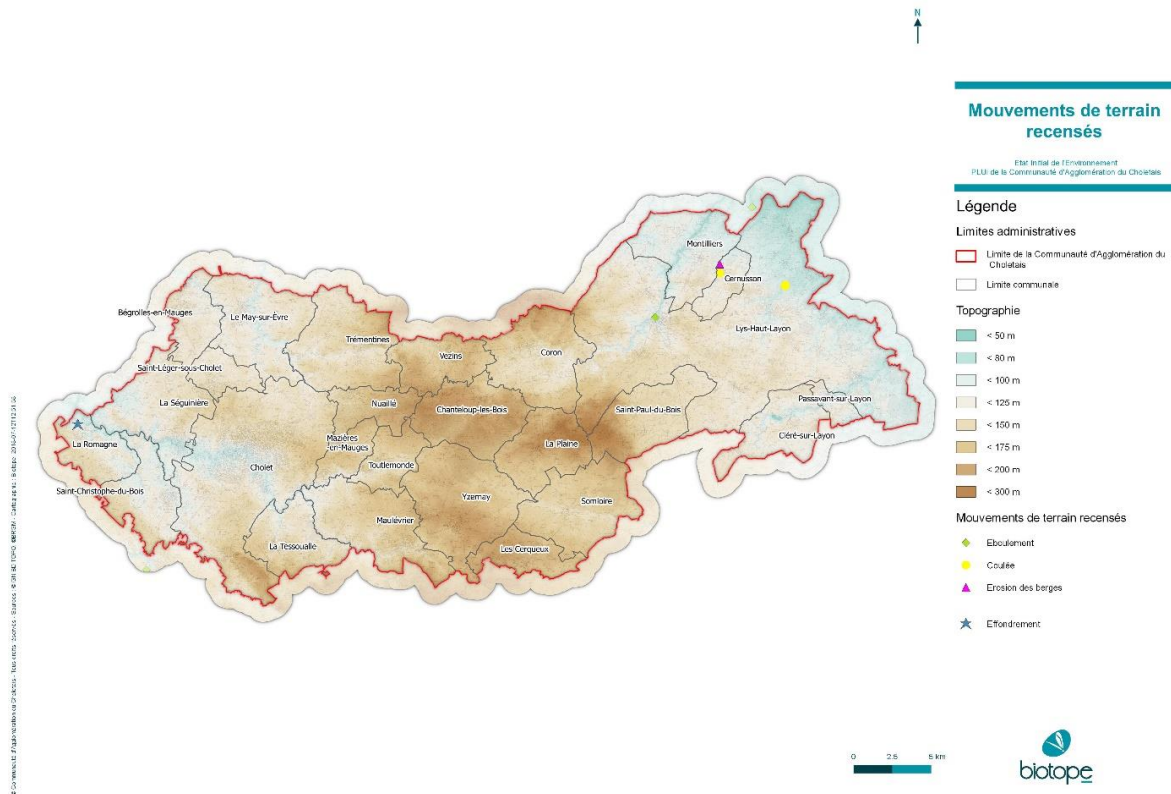 N
Mouvements de terrain
recensés
Etat Initial de l'Environnement
PLUi de la Communauté d'Agglomération du Choletais
Légende
Limites administratives
Limite de la Communauté d'Agglomération du
Choletais
Limite communale
Topographie
< 50 m
< 80 m
< 100 m
< 125 m
< 150 m
< 175 m
< 200 m
< 300 m
Mouvements de terrain recensés
Eboulement
Coulée
Erosion des berges
Effondrement
Montilliers
Cernusson
Bégrolles-en-Mauges
Le May-sur-Èvre
Lys-Haut-Layon
Trémentines
Vezins
Coron
Saint-Léger-sous-Cholet
La Séguinière
Nuaillé
Chanteloup-les-Bois
Saint-Paul-du-Bois
Passavant-sur-Layon
Cléré-sur-Layon
La Romagne
Mazières
-en-Mauges
La Plaine
Cholet
Toutlemonde
Saint-Christophe-du-Bois
Yzernay
Somloire
Maulévrier
La Tessoualle
Les Cerqueux
0 2.5 5 km
biotope